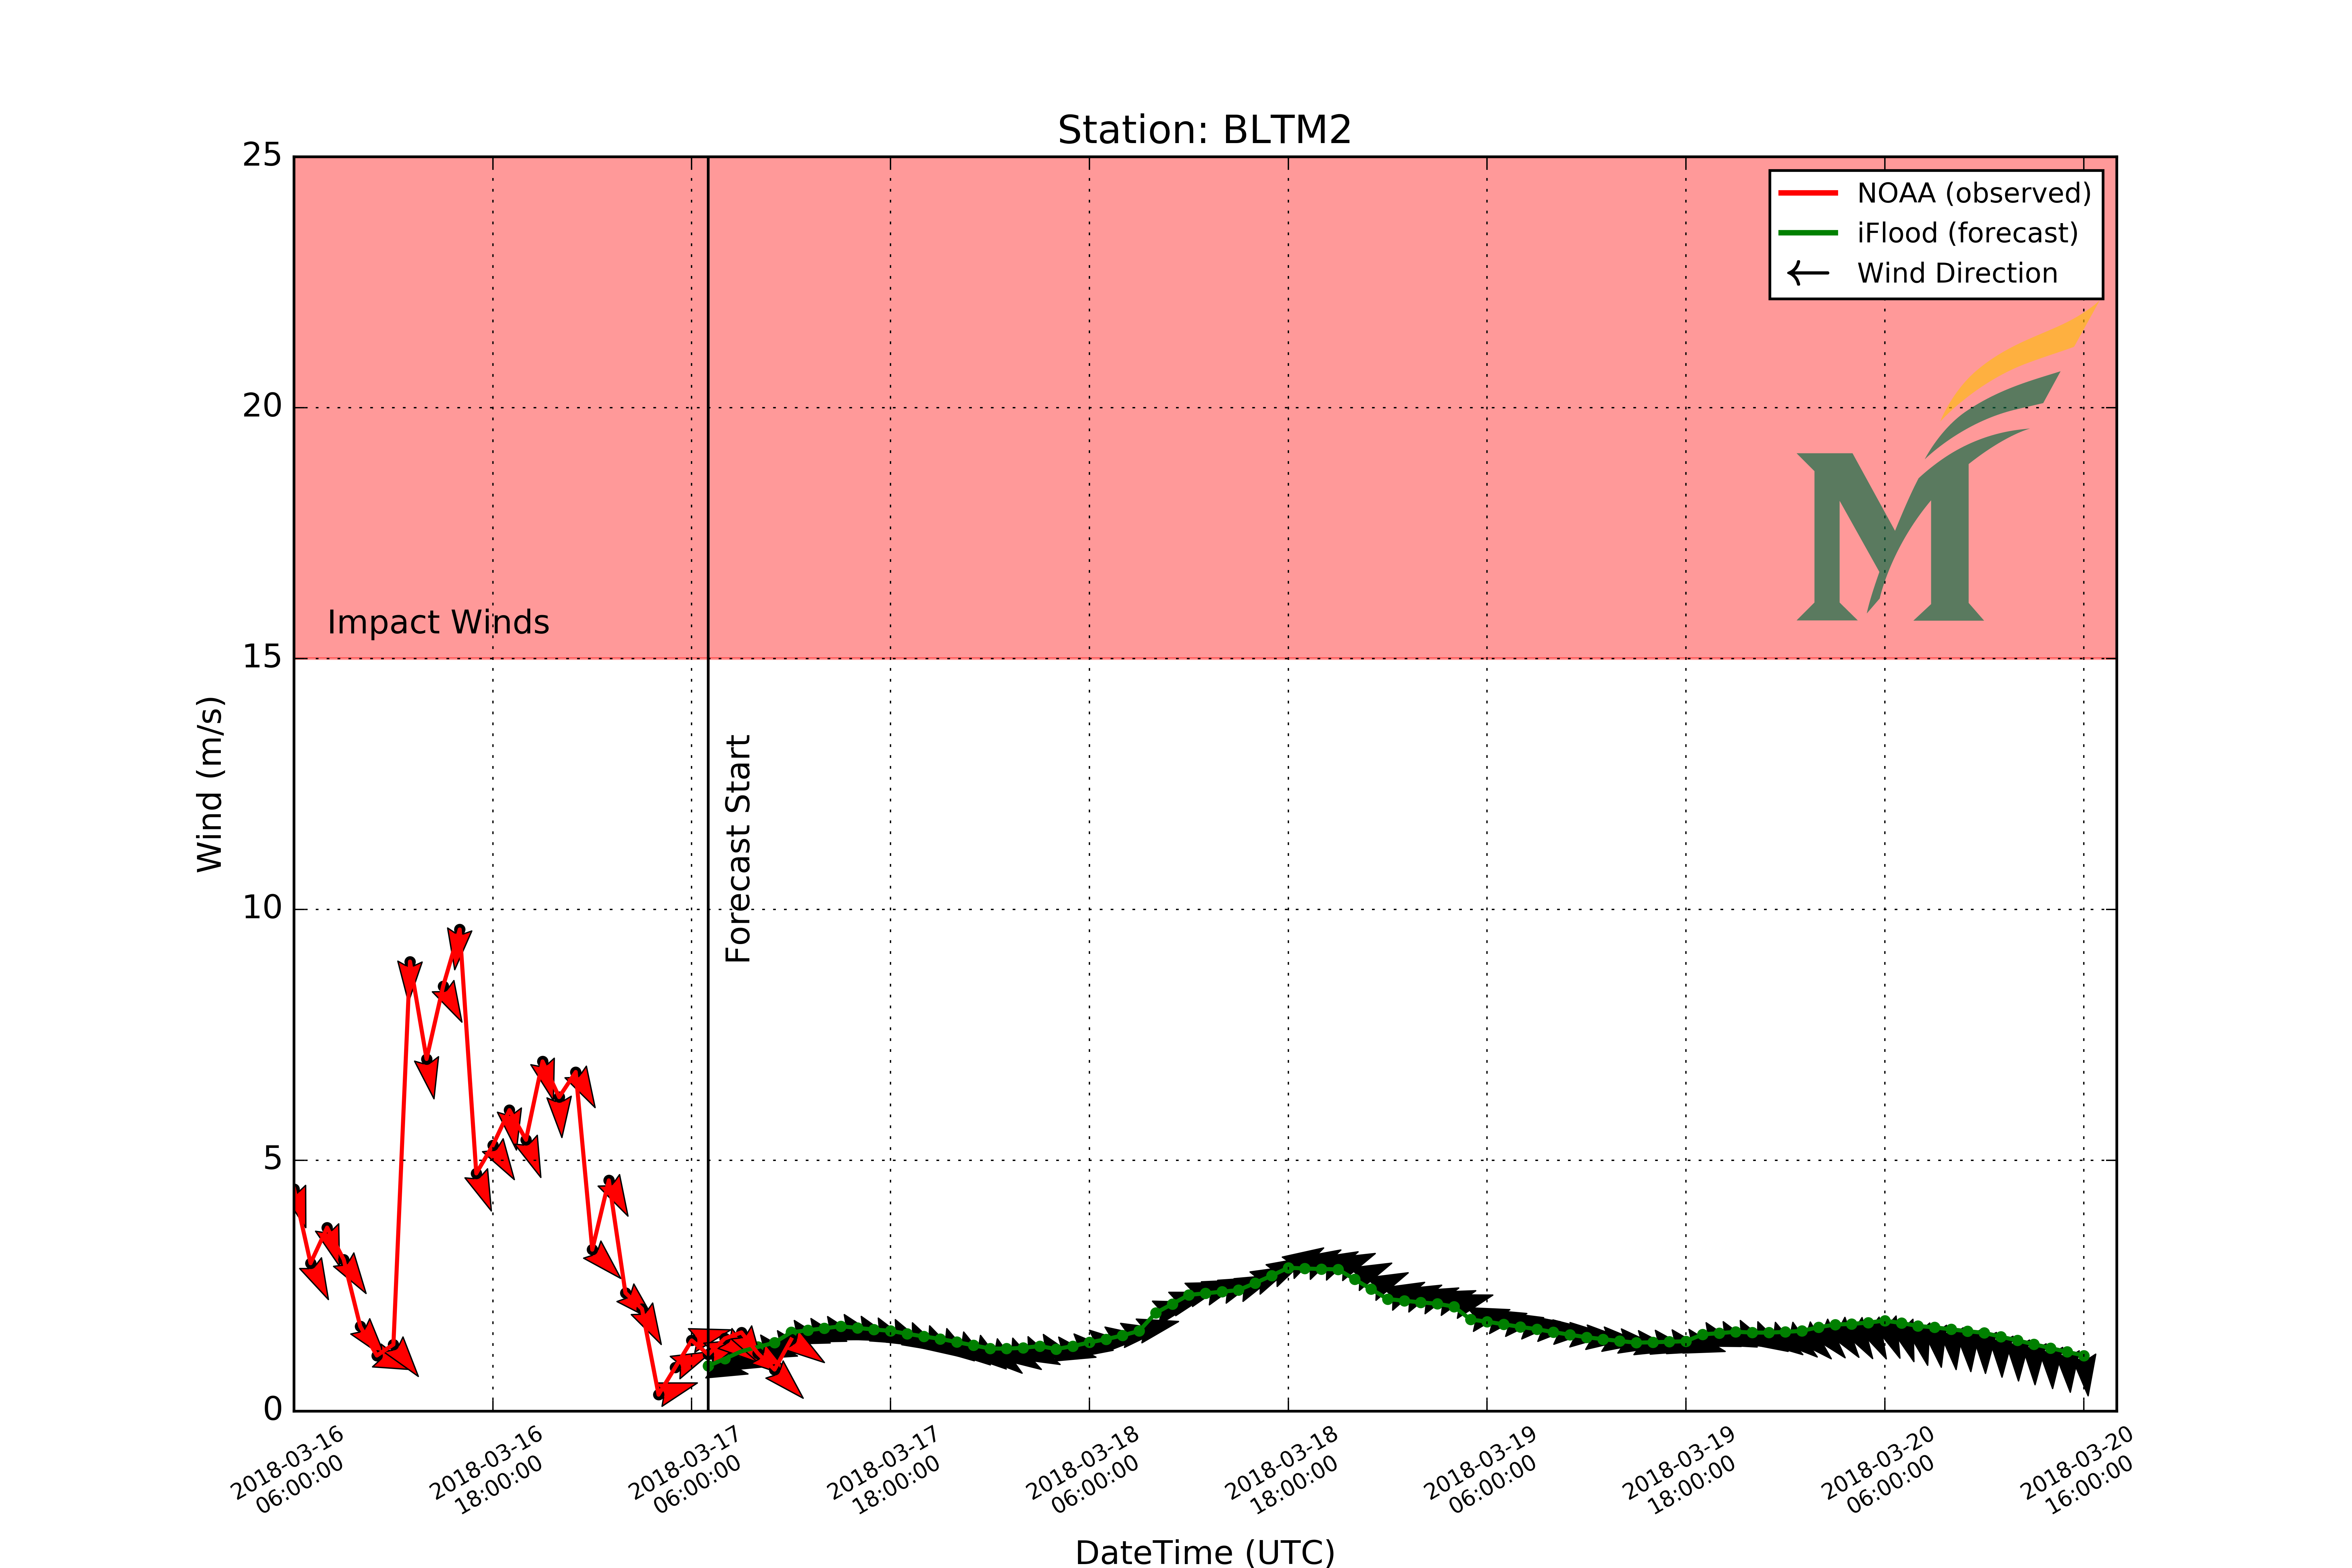 Station: BLTM2
25
20
15
10
5
0
Wind (m/s)
NOAA (observed)
iFlood (forecast)
Wind Direction
M
Impact Winds
Forecast Start
2018-03-16
06:00:00
2018-03-16
18:00:00
2018-03-17
06:00:00
2018-03-17
18:00:00
2018-03-18
06:00:00
2018-03-18
18:00:00
2018-03-19
06:00:00
2018-03-19
18:00:00
2018-03-20
06:00:00
2018-03-20
16:00:00
DateTime (UTC)